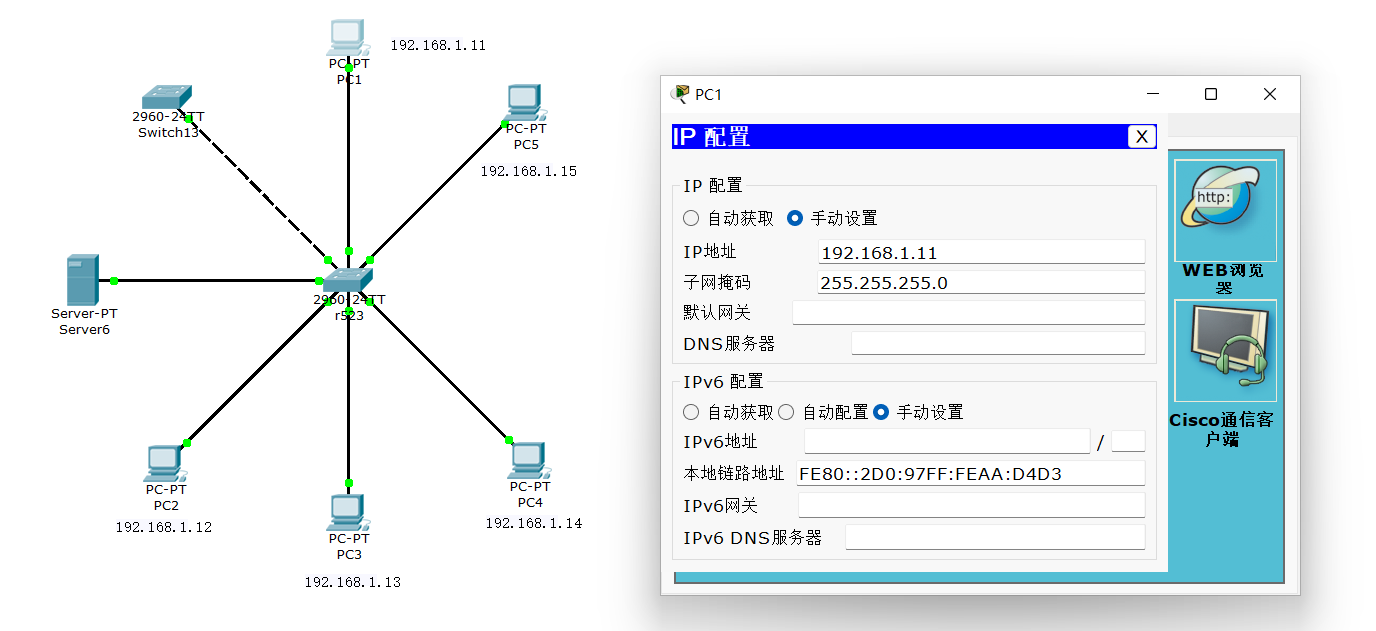 PC-PT
PC1
192.168.1.11
2960-24TT
Switch13
PC-PT
PC5
192.168.1.15
Server-PT
Server6
2960-24TT
r523
PC-PT
PC2
192.168.1.12
PC-PT
PC3
192.168.1.13
PC-PT
PC4
192.168.1.14
PC1
IP 配置
X
IP 配置
自动获取 手动设置
IP地址 192.168.1.11
子网掩码 255.255.255.0
默认网关
DNS服务器
IPv6 配置
自动获取 自动配置 手动设置
IPv6地址 /
本地链路地址 FE80::2D0:97FF:FEAA:D4D3
IPv6网关
IPv6 DNS服务器
http:
WEB浏览
器
Cisco通信客
户端